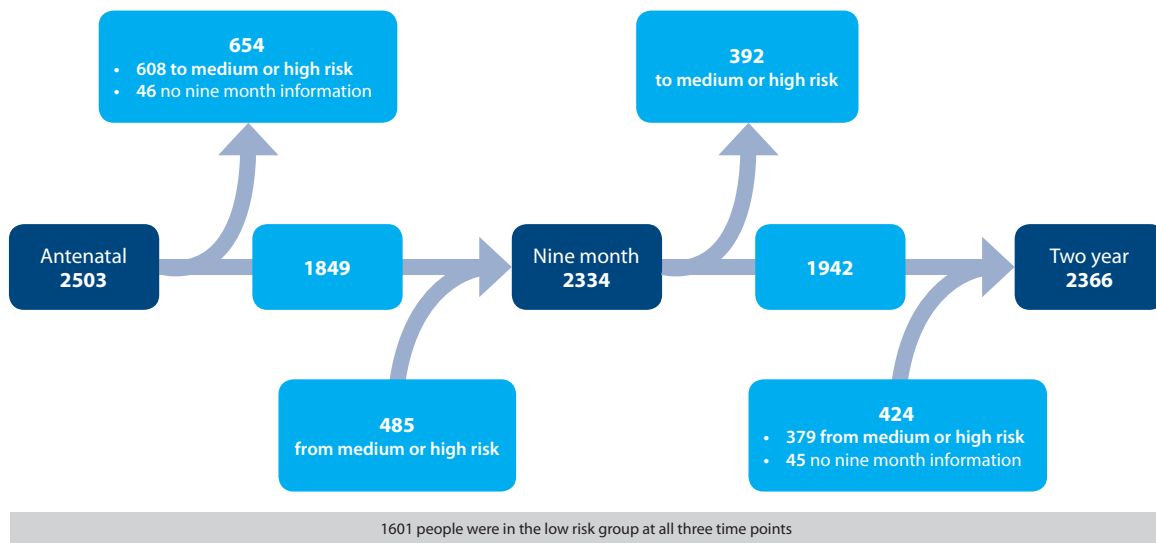 654
• 608 to medium or high risk
• 46 no nine month information
392
to medium or high risk
Antenatal
2503
1849
Nine month
2334
1942
Two year
2366
485
from medium or high risk
424
• 379 from medium or high risk
• 45 no nine month information
1601 people were in the low risk group at all three time points